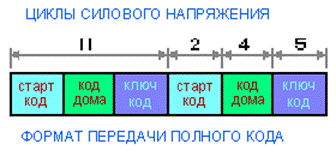 ЦИКЛЫ СИЛОВОГО НАПРЯЖЕНИЯ
11 2 4 5
старт код дома ключ старт код дома ключ
код код код код
ФОРМАТ ПЕРЕДАЧИ ПОЛНОГО КОДА